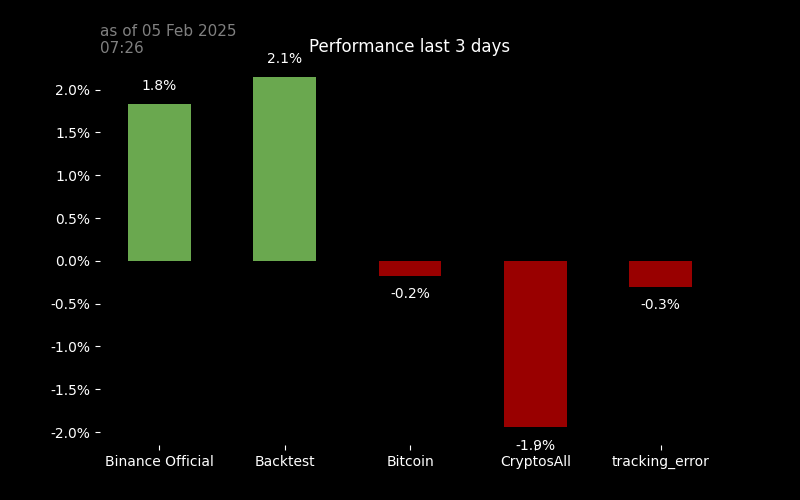 as of 05 Feb 2025
07:26
Performance last 3 days
2.1%
1.8%
2.0%
1.5%
1.0%
0.5%
0.0%
-0.2%
-0.3%
-0.5%
-1.0%
-1.5%
-2.0%
-1.9%
Binance Official
Backtest
Bitcoin
CryptosAll
tracking_error